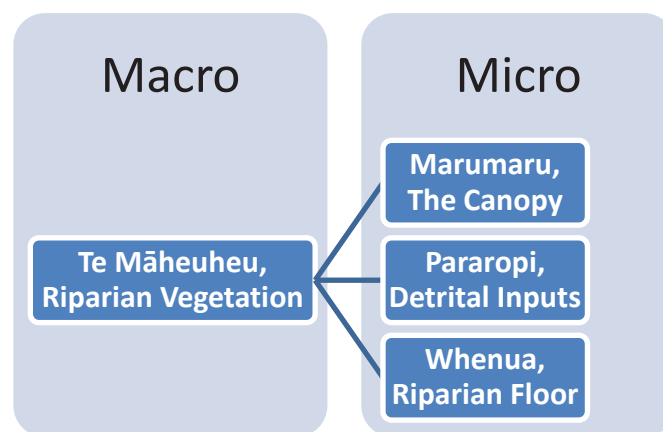 Macro
Micro
Te Māheuheu,
Riparian Vegetation
Marumaru,
The Canopy
Pararopi,
Detrital Inputs
Whenua,
Riparian Floor